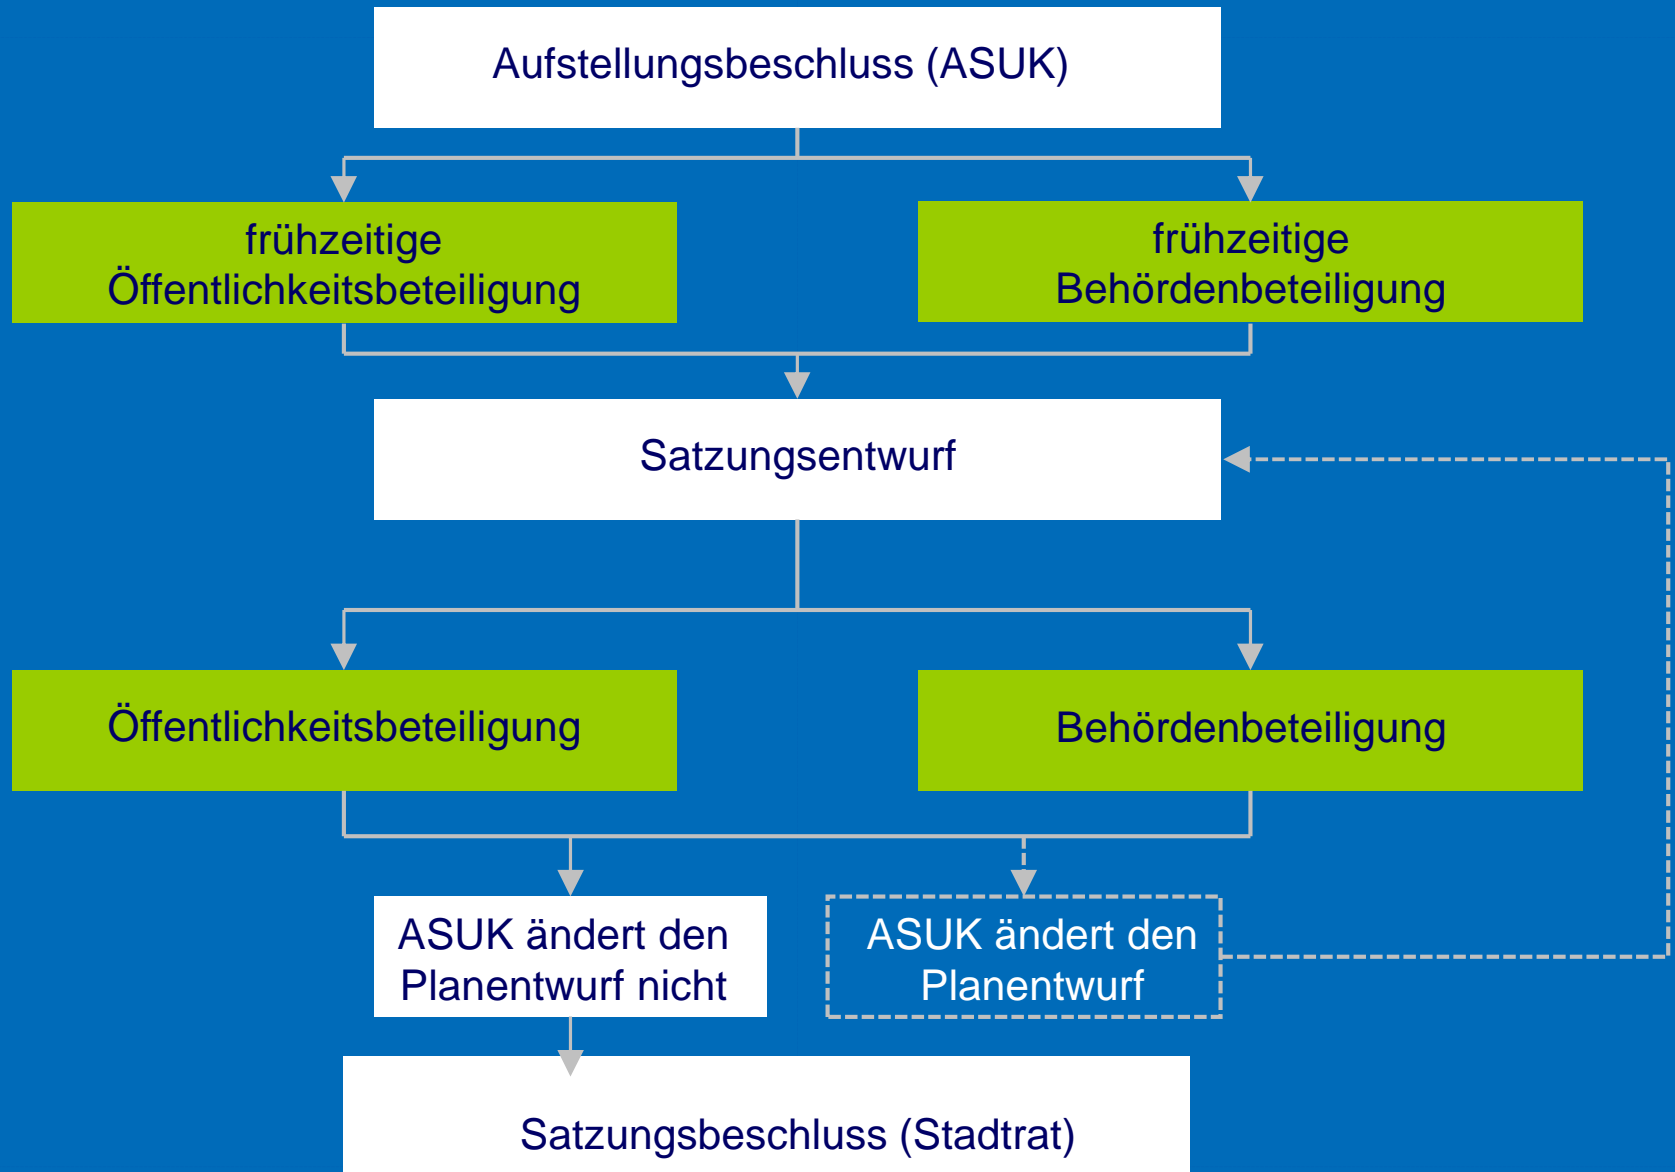 Aufstellungsbeschluss (ASUK)
frühzeitige
Öffentlichkeitsbeteiligung
frühzeitige
Behördenbeteiligung
Satzungsentwurf
Öffentlichkeitsbeteiligung
Behördenbeteiligung
ASUK ändert den
Planentwurf nicht
ASUK ändert den
Planentwurf
Satzungsbeschluss (Stadtrat)